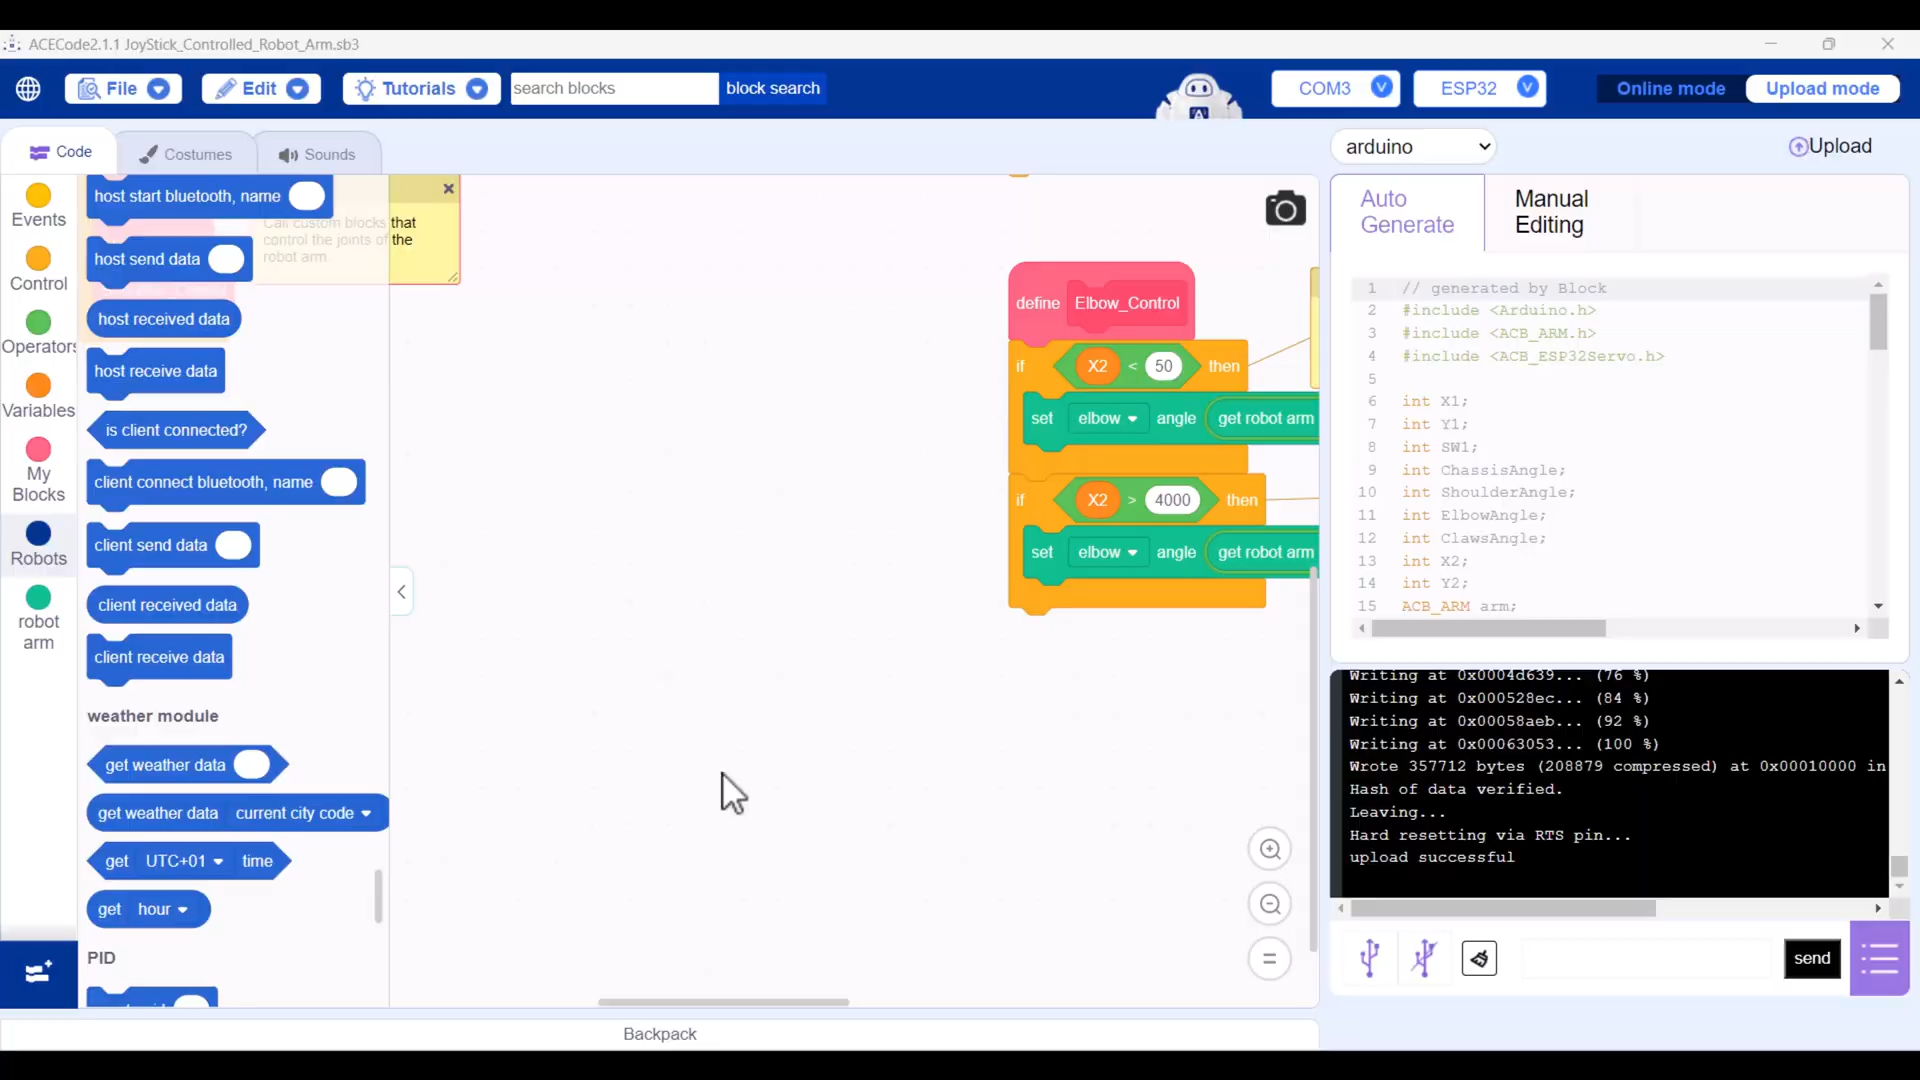 ACECode2.1.1 JoyStick_Controlled_Robot_Arm.sb3
File
Edit
Tutorials
search blocks
block search
COM3
ESP32
Online mode
Upload mode
Code
Costumes
Sounds
arduino
Upload
Events
Control
Operators
Variables
My
Blocks
Robots
robot
arm
host start bluetooth, name
host send data
host received data
host receive data
is client connected?
client connect bluetooth, name
client send data
client received data
client receive data
weather module
get weather data
get weather data current city code
get UTC+01 time
get hour
PID
Call custom blocks that
control the joints of the
robot arm
define Elbow_Control
if X2 < 50 then
set elbow angle get robot arm
if X2 > 4000 then
set elbow angle get robot arm
Auto
Generate
Manual
Editing
1 // generated by Block
2 #include <Arduino.h>
3 #include <ACB_ARM.h>
4 #include <ACB_ESP32Servo.h>
5
6 int X1;
7 int Y1;
8 int SW1;
9 int ChassisAngle;
10 int ShoulderAngle;
11 int ElbowAngle;
12 int ClawsAngle;
13 int X2;
14 int Y2;
15 ACB_ARM arm;
Writing at 0x0004d639... (76 %)
Writing at 0x000528ec... (84 %)
Writing at 0x00058aeb... (92 %)
Writing at 0x00063053... (100 %)
Wrote 357712 bytes (208879 compressed) at 0x00010000 in
Hash of data verified.
Leaving...
Hard resetting via RTS pin...
upload successful
send
Backpack